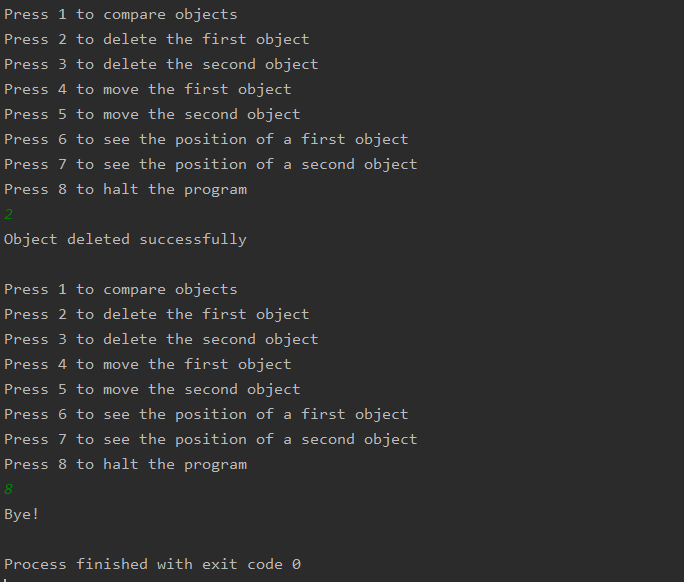 Press 1 to compare objects
Press 2 to delete the first object
Press 3 to delete the second object
Press 4 to move the first object
Press 5 to move the second object
Press 6 to see the position of a first object
Press 7 to see the position of a second object
Press 8 to halt the program
2
Object deleted successfully
Press 1 to compare objects
Press 2 to delete the first object
Press 3 to delete the second object
Press 4 to move the first object
Press 5 to move the second object
Press 6 to see the position of a first object
Press 7 to see the position of a second object
Press 8 to halt the program
8
Bye!
Process finished with exit code 0